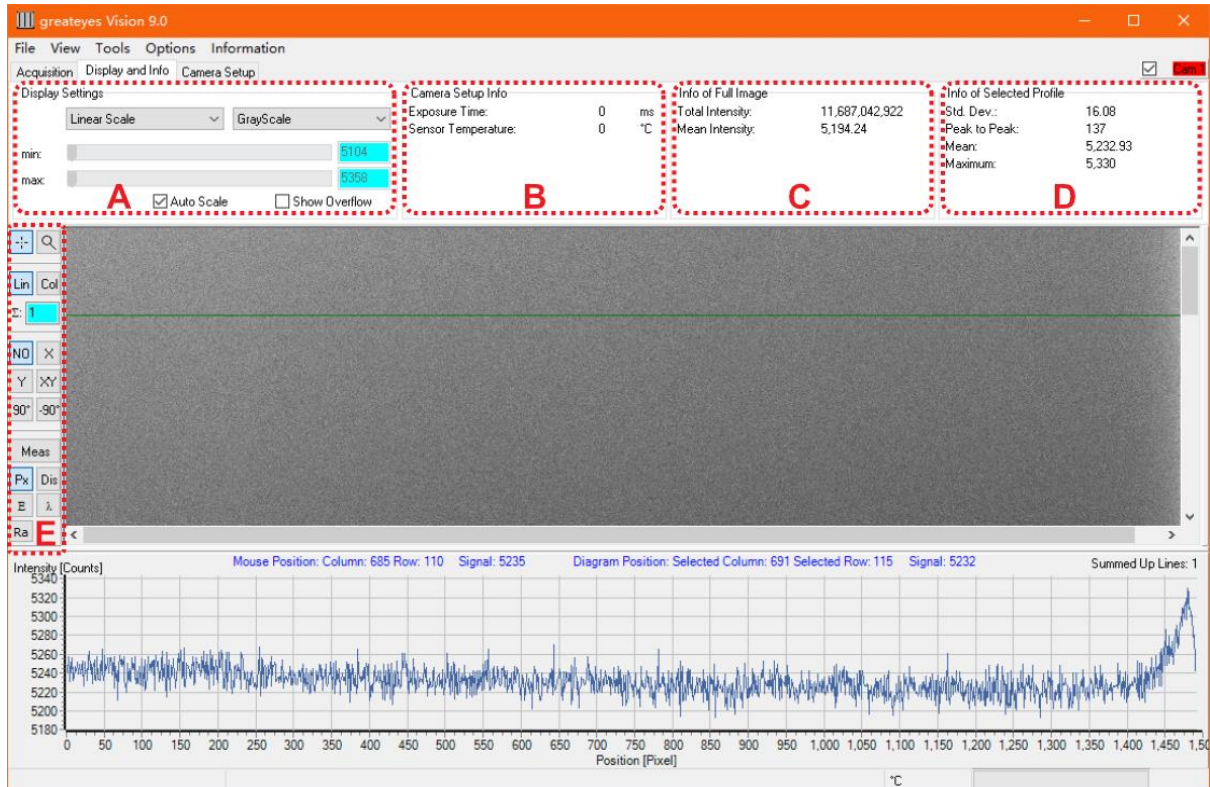 greateyes Vision 9.0
File View Tools Options Information
Acquisition Display and Info Camera Setup Cam 1
Display Settings
Linear Scale GrayScale
min: 5104
max: 5358
Auto Scale Show Overflow
A
Camera Setup Info
Exposure Time: 0 ms
Sensor Temperature: 0 °C
B
Info of Full Image
Total Intensity: 11,687,042,922
Mean Intensity: 5,194.24
C
Info of Selected Profile
Std. Dev.: 16.08
Peak to Peak: 137
Mean: 5,232.93
Maximum: 5,330
D
Lin Col
Σ: 1
NO X
Y XY
90° -90°
Meas
Px Dis
E λ
Ra E
Mouse Position: Column: 685 Row: 110 Signal: 5235 Diagram Position: Selected Column: 691 Selected Row: 115 Signal: 5232 Summed Up Lines: 1
Intensity [Counts]
5340
5320
5300
5280
5260
5240
5220
5200
5180
0 50 100 150 200 250 300 350 400 450 500 550 600 650 700 750 800 850 900 950 1,000 1,050 1,100 1,150 1,200 1,250 1,300 1,350 1,400 1,450 1,50
Position [Pixel]
°C